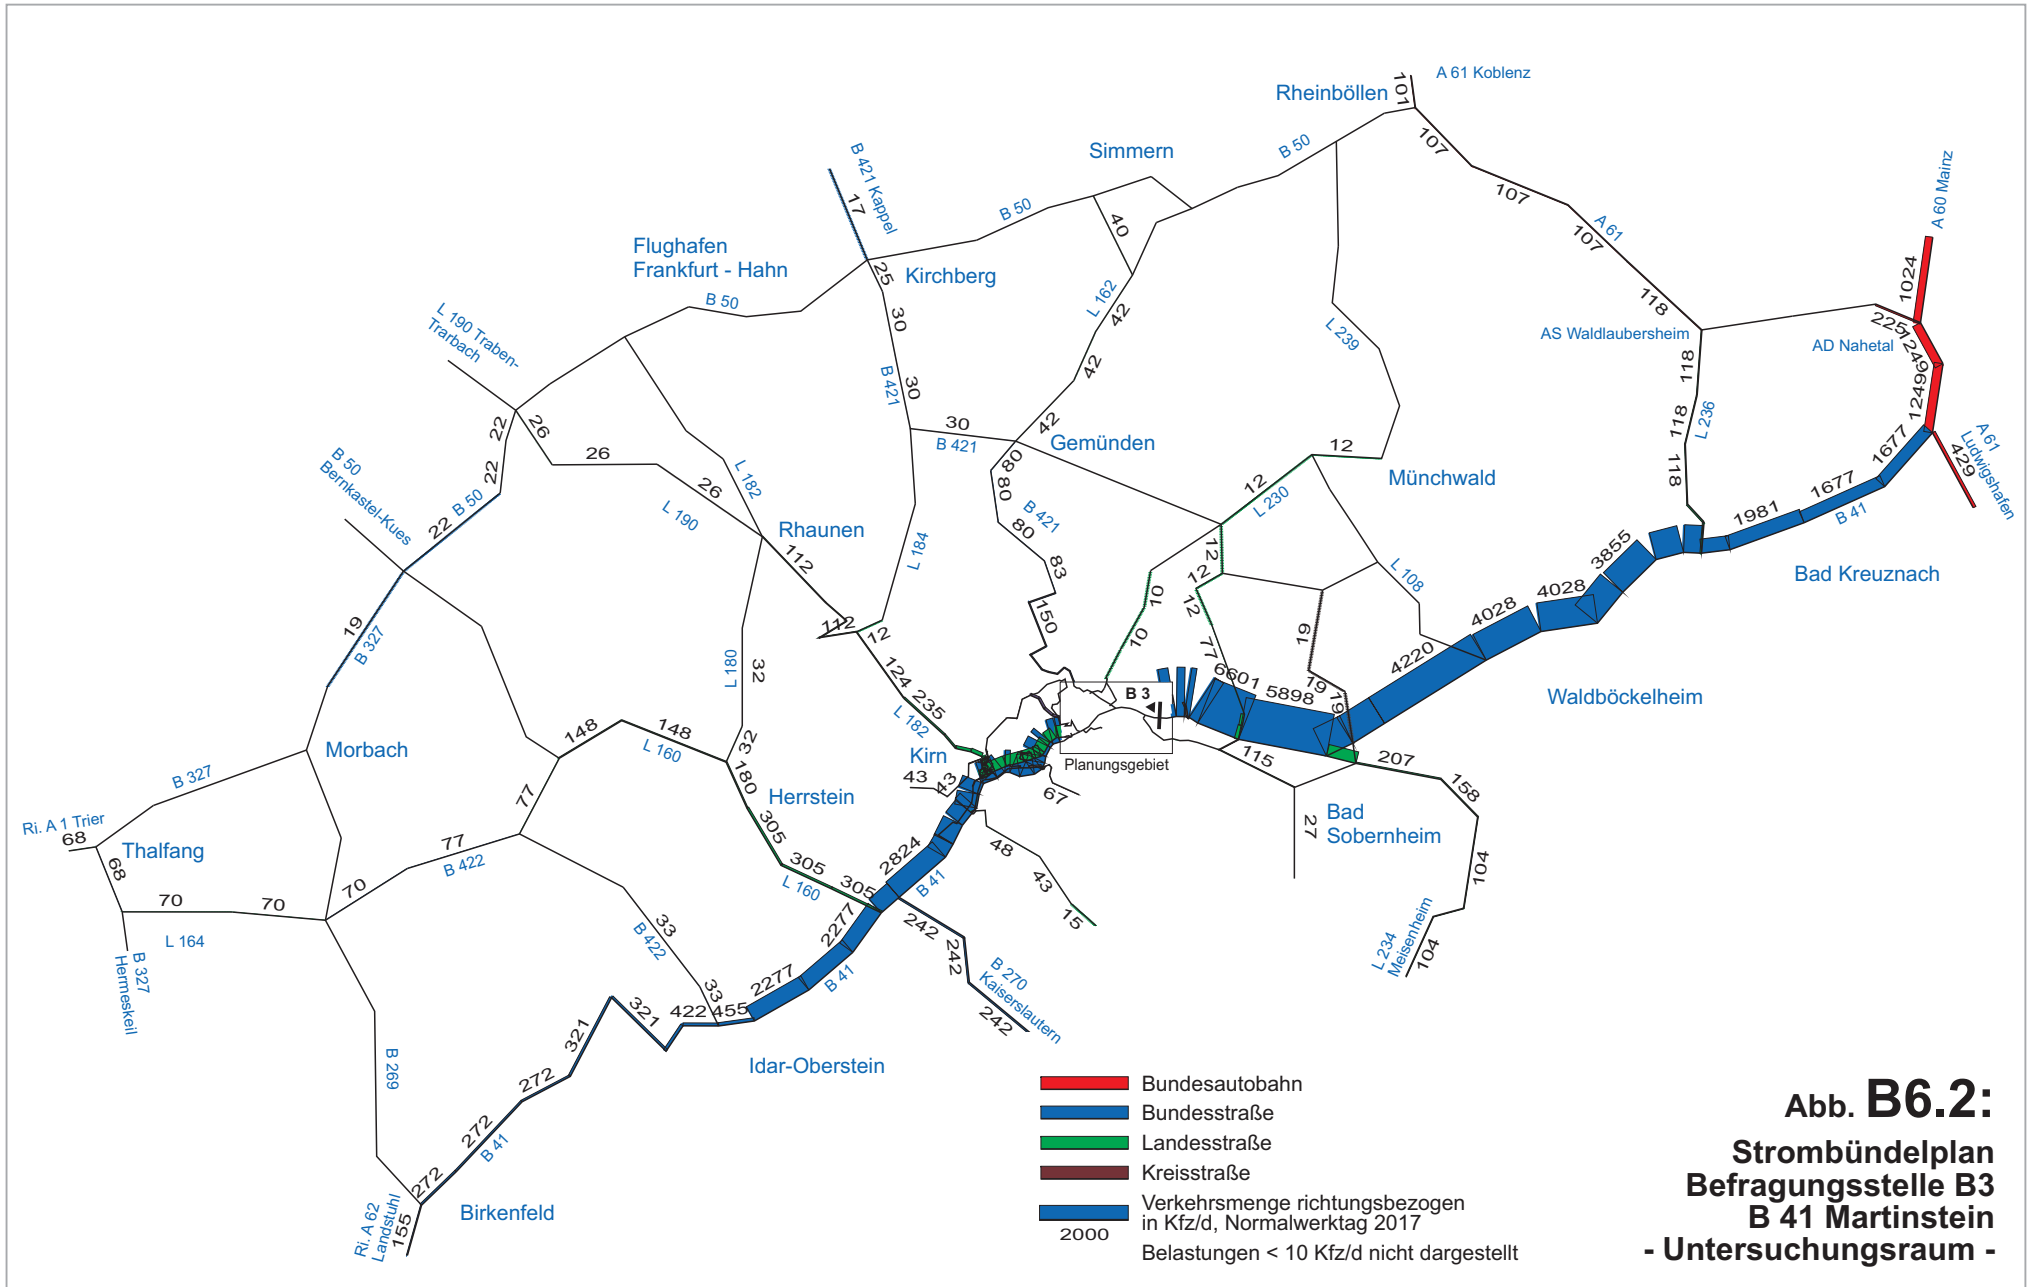 A 61 Koblenz
101
Rheinböllen
107
107
A 61
107
118
Simmern
B 50
B 50
40
L 162
42
42
42
L 239
B 421 Kappel
17
Kirchberg
25
30
30
B 421
30
B 421
Flughafen
Frankfurt - Hahn
B 50
L 190 Traben-
Trarbach
22
22
26
26
26
L 190
L 182
B 50
22
B 50
Bernkastel-Kues
19
B 327
Rhaunen
112
112
12
L 184
124
235
L 182
Gemünden
80
80
80
B 421
83
150
12
12
L 230
Münchwald
12
12
12
77
10
10
L 108
19
19
19
AS Waldlaubersheim
118
118
118
L 236
A 60 Mainz
1024
225
AD Nahetal
1249
1249
A 61
Ludwigshafen
429
1677
1677
B 41
1981
Bad Kreuznach
3855
4028
4028
4220
Waldböckelheim
5898
6601
B 3
Planungsgebiet
115
207
158
104
104
L 234
Meisenheim
27
Bad
Sobernheim
Kirn
43
43
67
48
43
15
L 180
32
32
148
148
L 160
180
Herrstein
305
305
305
L 160
2824
B 41
2277
2277
B 41
242
242
242
B 270
Kaiserslautern
Morbach
B 327
Ri. A 1 Trier
68
68
Thalfang
70
70
70
L 164
B 327
Hermeskeil
77
77
B 422
33
B 422
33
455
422
321
321
Idar-Oberstein
272
272
272
B 41
B 269
Birkenfeld
155
Ri. A 62
Landstuhl
Bundesautobahn
Bundesstraße
Landesstraße
Kreisstraße
Verkehrsmenge richtungsbezogen
in Kfz/d, Normalwerktag 2017
2000
Belastungen < 10 Kfz/d nicht dargestellt
Abb. B6.2:
Strombündelplan
Befragungsstelle B3
B 41 Martinstein
- Untersuchungsraum -